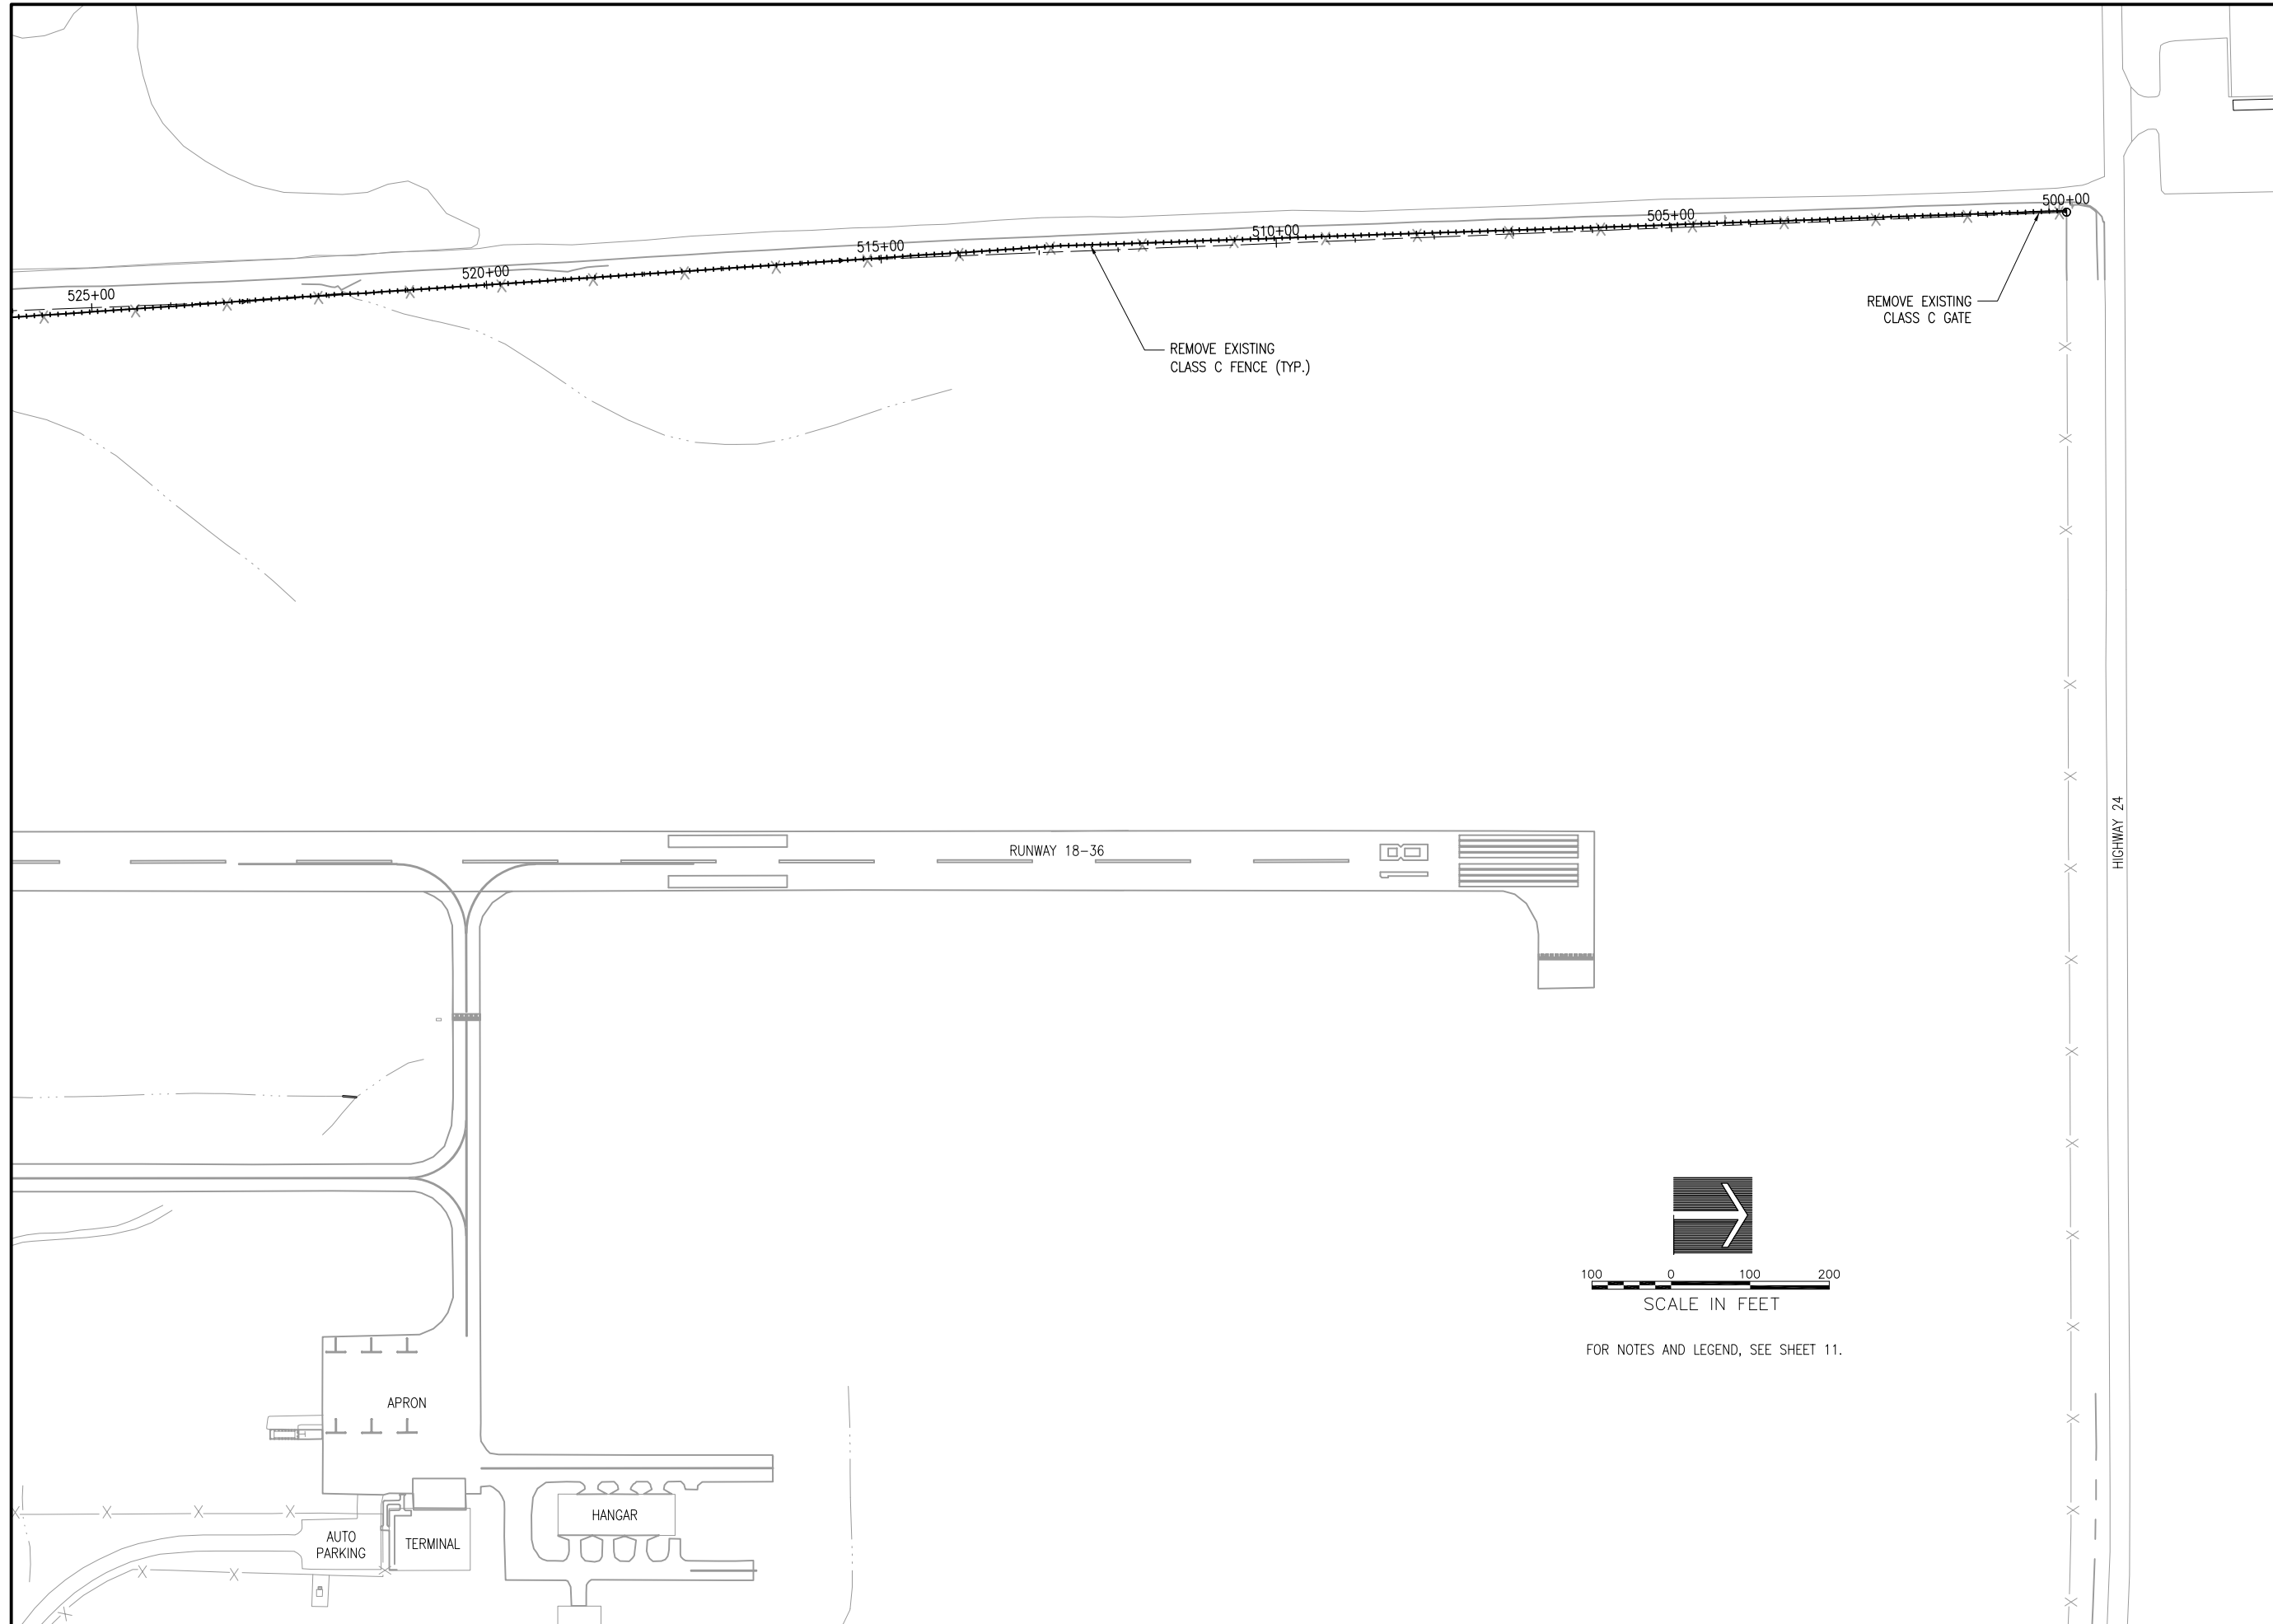 500+00
505+00
510+00
515+00
520+00
525+00
REMOVE EXISTING
CLASS C GATE
REMOVE EXISTING
CLASS C FENCE (TYP.)
RUNWAY 18-36
HIGHWAY 24
100 0 100 200
SCALE IN FEET
FOR NOTES AND LEGEND, SEE SHEET 11.
APRON
HANGAR
AUTO
PARKING
TERMINAL